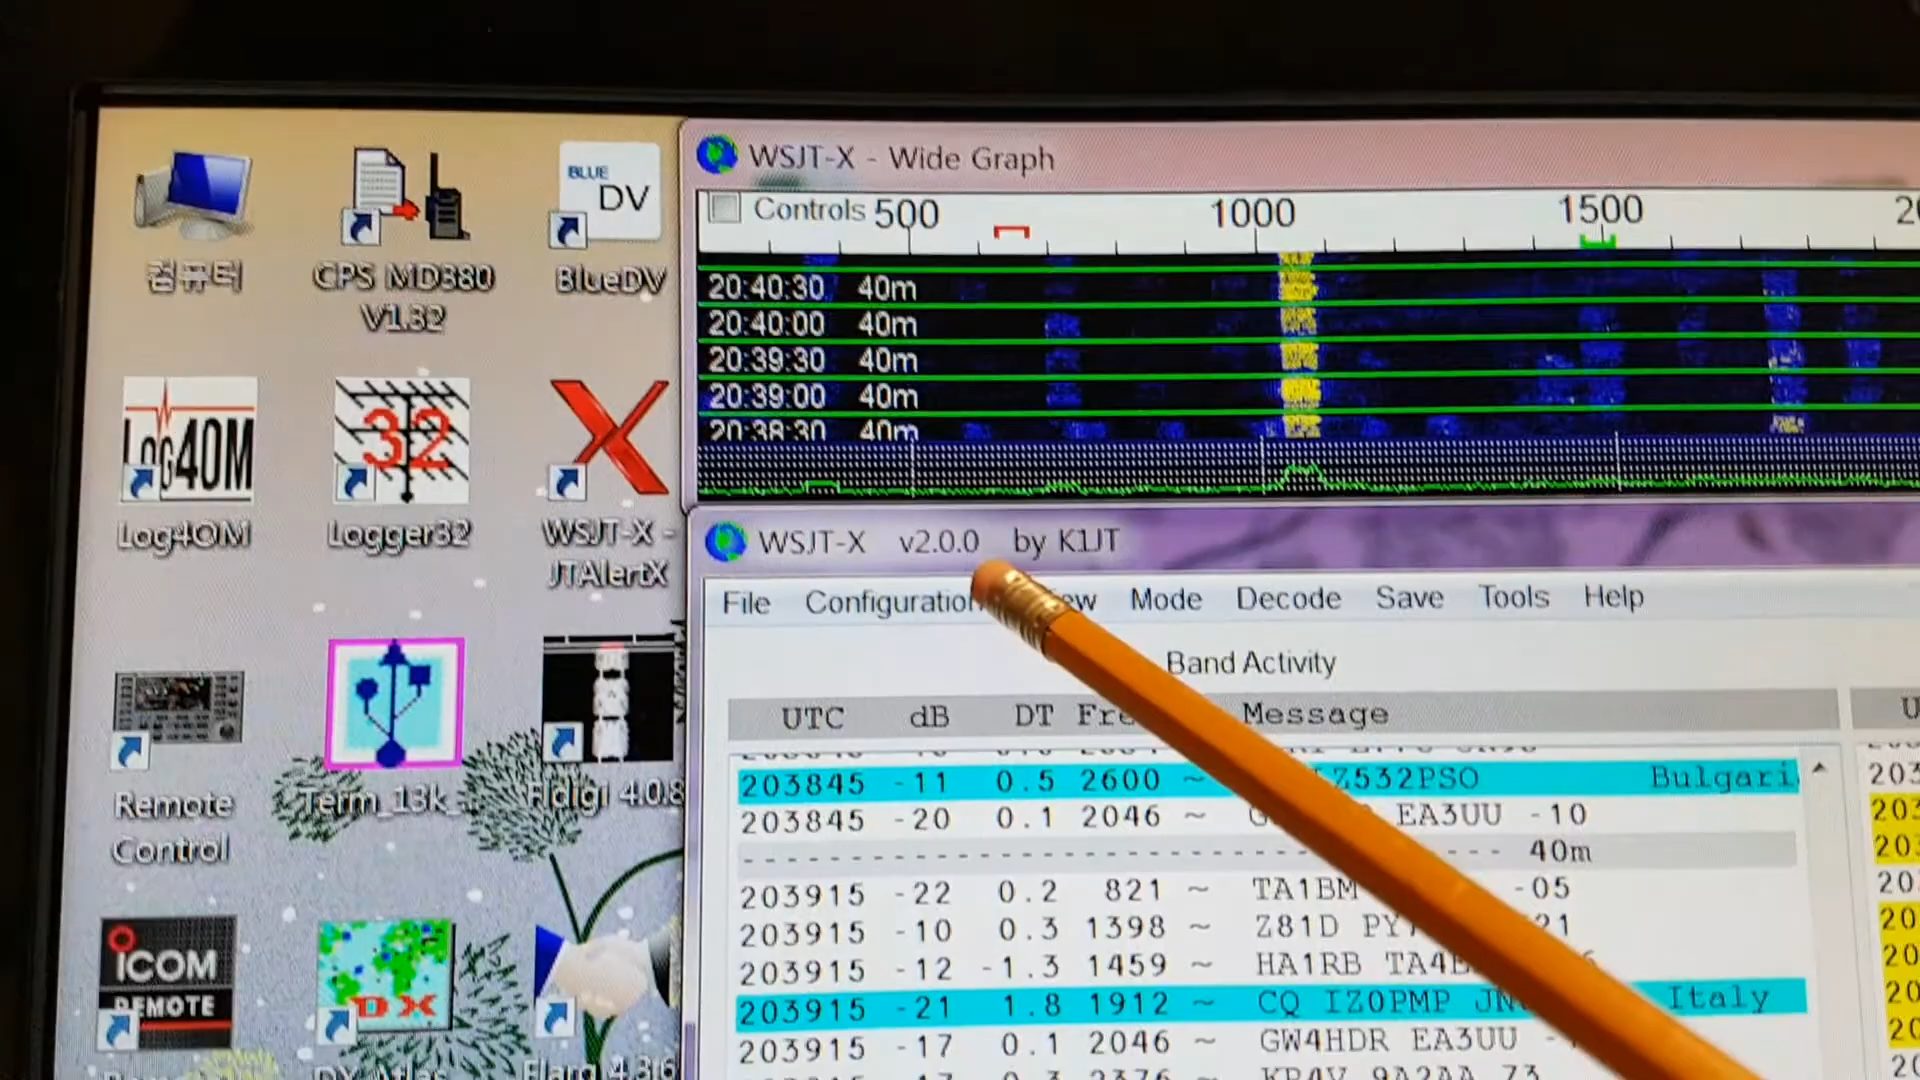 컴퓨터
CPS MD380
V1.32
BLUE
DV
BlueDV
LOG40M
Log4OM
32
Logger32
WSJT-X -
JTAlertX
Remote
Control
Term_13k_
Fldigi 4.0.8
ICOM
REMOTE
DX
WSJT-X - Wide Graph
Controls 500 1000 1500
20:40:30 40m
20:40:00 40m
20:39:30 40m
20:39:00 40m
20:38:30 40m
WSJT-X v2.0.0 by K1JT
File Configuration Mode Decode Save Tools Help
Band Activity
UTC dB DT Message
203845 -11 0.5 2600 ~ Bulgari
203845 -20 0.1 2046 ~ EA3UU -10
- - - - - - - - - - - - - - - - - - - - - - - - 40m
203915 -22 0.2 821 ~ TA1BM -05
203915 -10 0.3 1398 ~ Z81D
203915 -12 -1.3 1459 ~ HA1RB
203915 -21 1.8 1912 ~ CQ IZ0PMP Italy
203915 -17 0.1 2046 ~ GW4HDR EA3UU